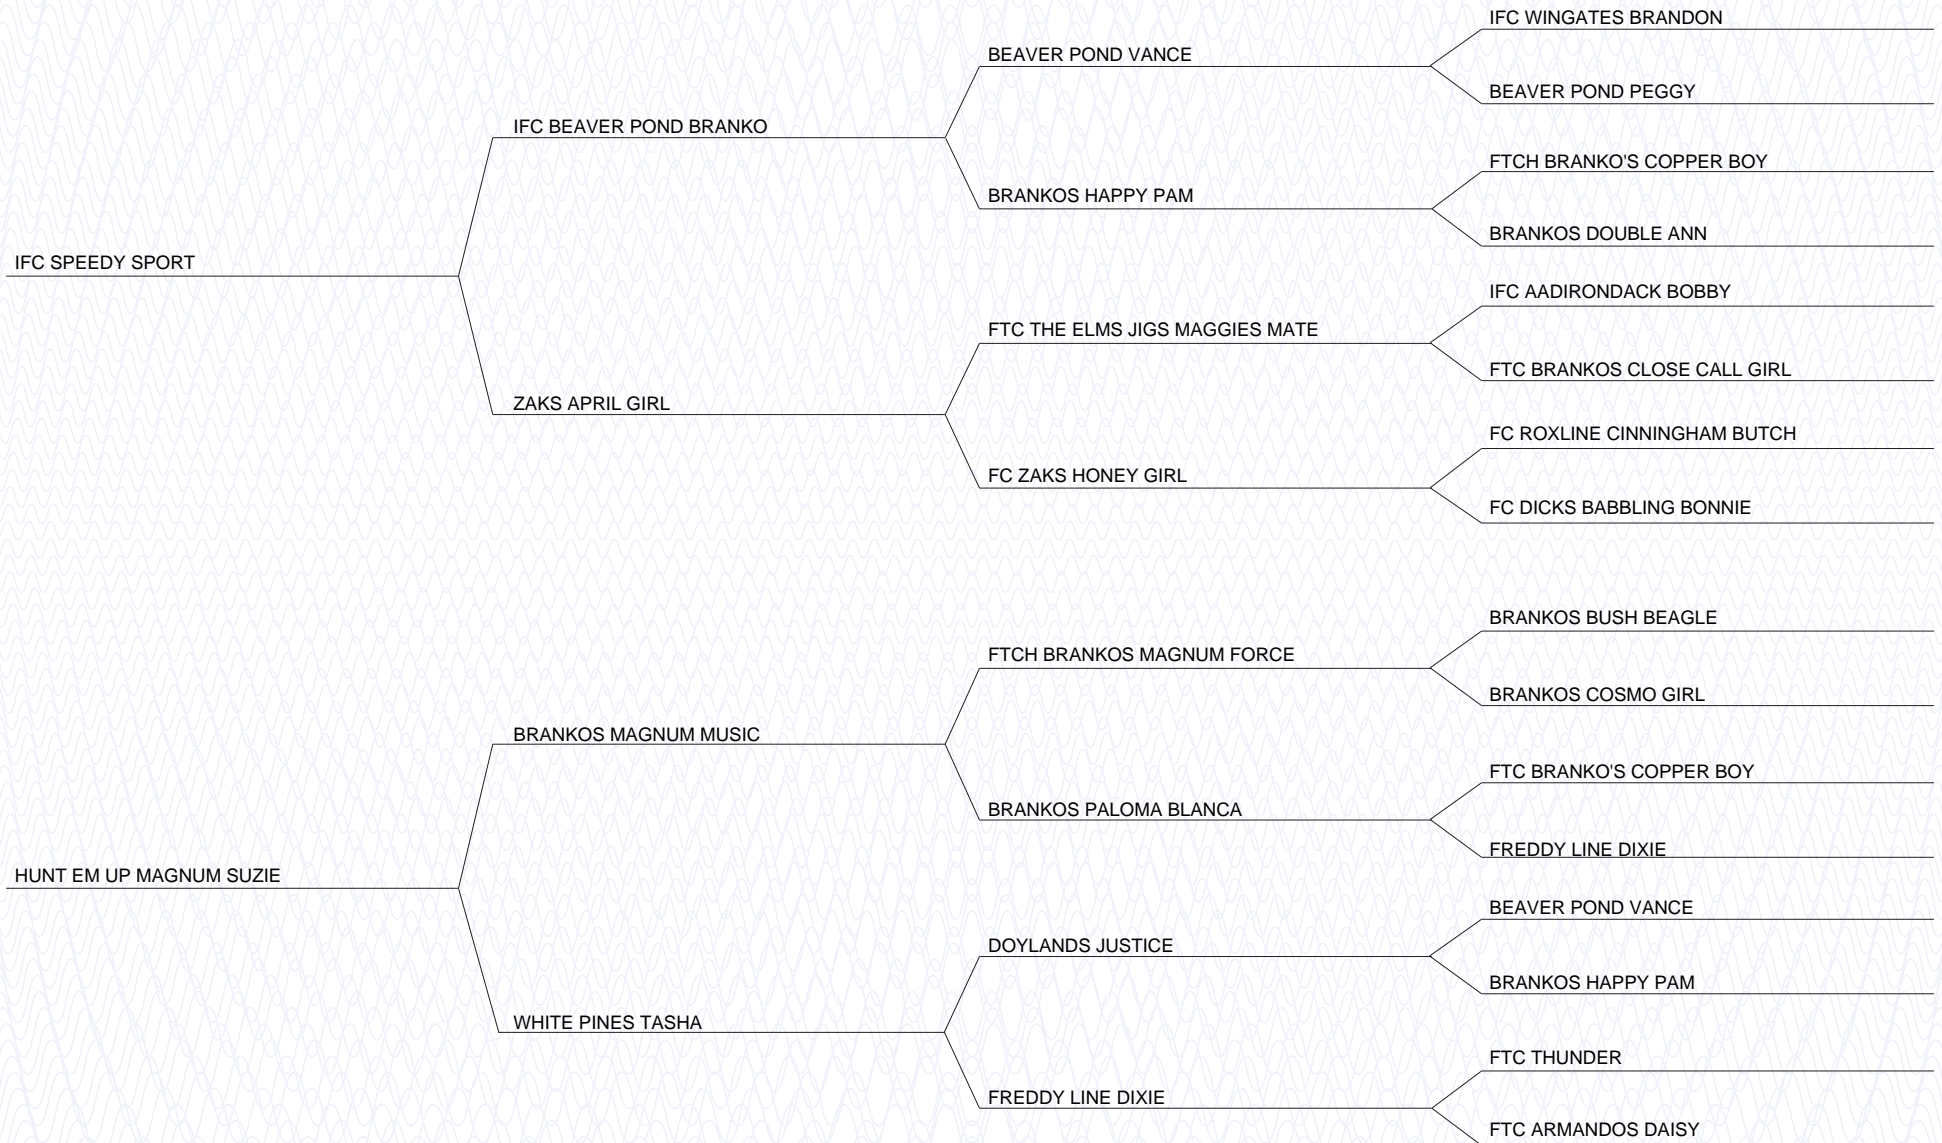 IFC WINGATES BRANDON
BEAVER POND VANCE
BEAVER POND PEGGY
IFC BEAVER POND BRANKO
FTCH BRANKO'S COPPER BOY
BRANKOS HAPPY PAM
BRANKOS DOUBLE ANN
IFC SPEEDY SPORT
IFC AADIRONDACK BOBBY
FTC THE ELMS JIGS MAGGIES MATE
FTC BRANKOS CLOSE CALL GIRL
ZAKS APRIL GIRL
FC ROXLINE CINNINGHAM BUTCH
FC ZAKS HONEY GIRL
FC DICKS BABBLING BONNIE
BRANKOS BUSH BEAGLE
FTCH BRANKOS MAGNUM FORCE
BRANKOS COSMO GIRL
BRANKOS MAGNUM MUSIC
FTC BRANKO'S COPPER BOY
BRANKOS PALOMA BLANCA
FREDDY LINE DIXIE
HUNT EM UP MAGNUM SUZIE
BEAVER POND VANCE
DOYLANDS JUSTICE
BRANKOS HAPPY PAM
WHITE PINES TASHA
FTC THUNDER
FREDDY LINE DIXIE
FTC ARMANDOS DAISY